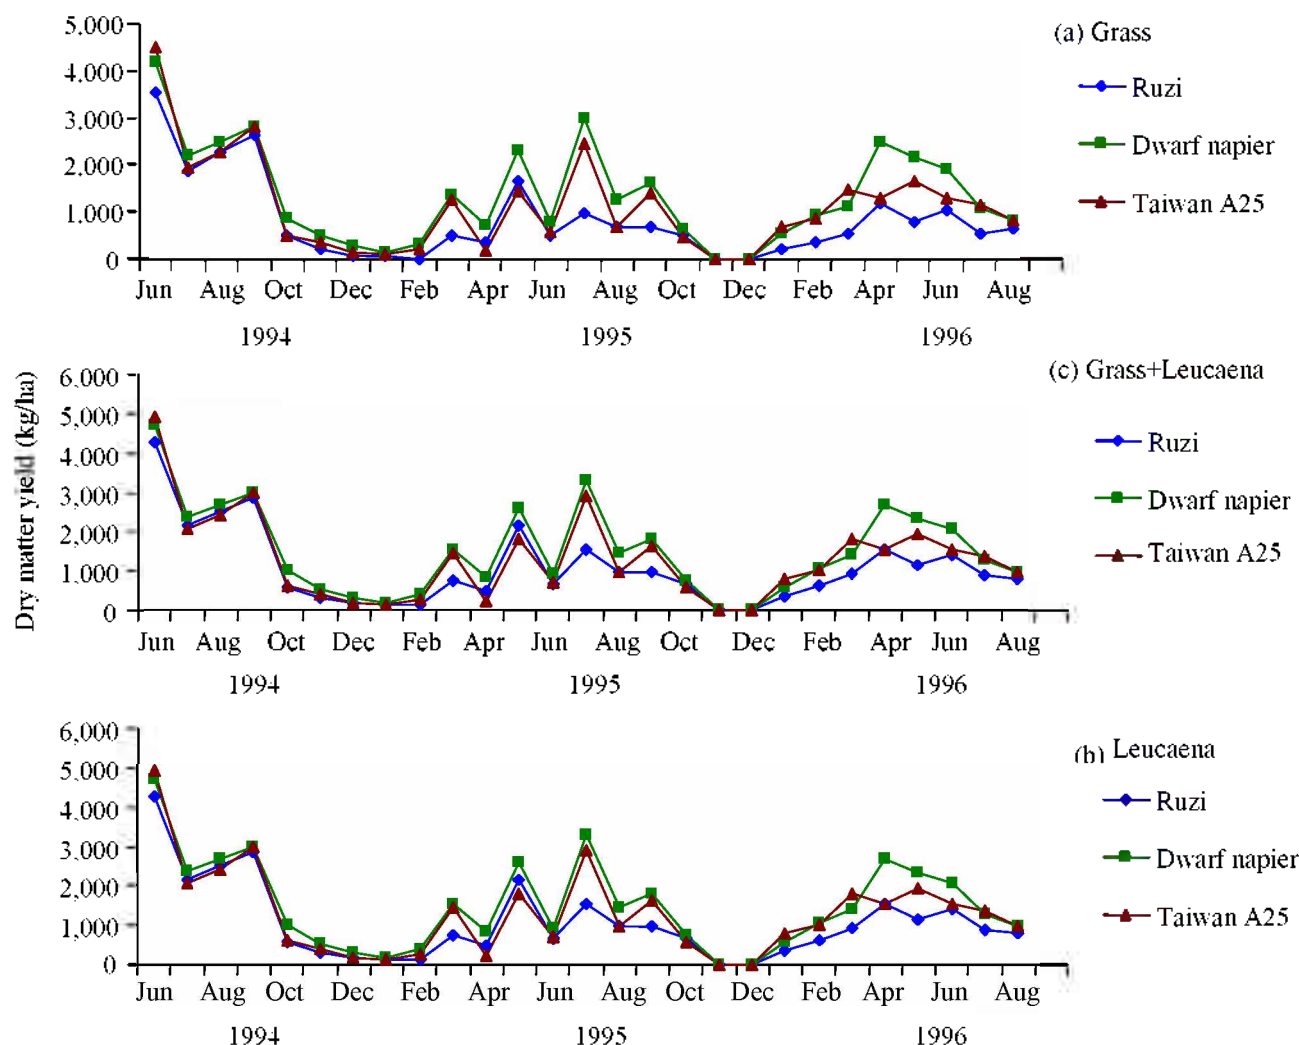 5,000
4,000
3,000
2,000
1,000
0
Jun Aug Oct Dec Feb Apr Jun Aug Oct Dec Feb Apr Jun Aug
1994 1995 1996
(a) Grass
Ruzi
Dwarf napier
Taiwan A25
Dry matter yield (kg/ha)
6,000
5,000
4,000
3,000
2,000
1,000
0
Jun Aug Oct Dec Feb Apr Jun Aug Oct Dec Feb Apr Jun Aug
1994 1995 1996
(c) Grass+Leucaena
Ruzi
Dwarf napier
Taiwan A25
6,000
5,000
4,000
3,000
2,000
1,000
0
Jun Aug Oct Dec Feb Apr Jun Aug Oct Dec Feb Apr Jun Aug
1994 1995 1996
(b) Leucaena
Ruzi
Dwarf napier
Taiwan A25